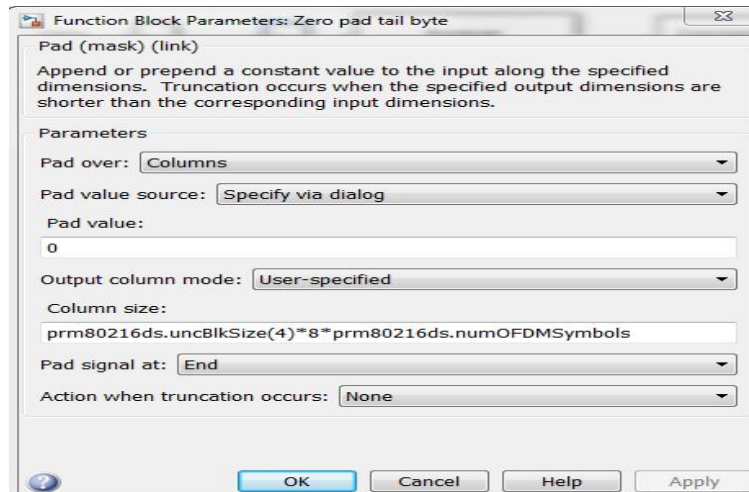 Function Block Parameters: Zero pad tail byte
Pad (mask) (link)
Append or prepend a constant value to the input along the specified
dimensions. Truncation occurs when the specified output dimensions are
shorter than the corresponding input dimensions.
Parameters
Pad over: Columns
Pad value source: Specify via dialog
Pad value:
0
Output column mode: User-specified
Column size:
prm80216ds.uncBlkSize(4)*8*prm80216ds.numOFDMSymbols
Pad signal at: End
Action when truncation occurs: None
OK Cancel Help Apply